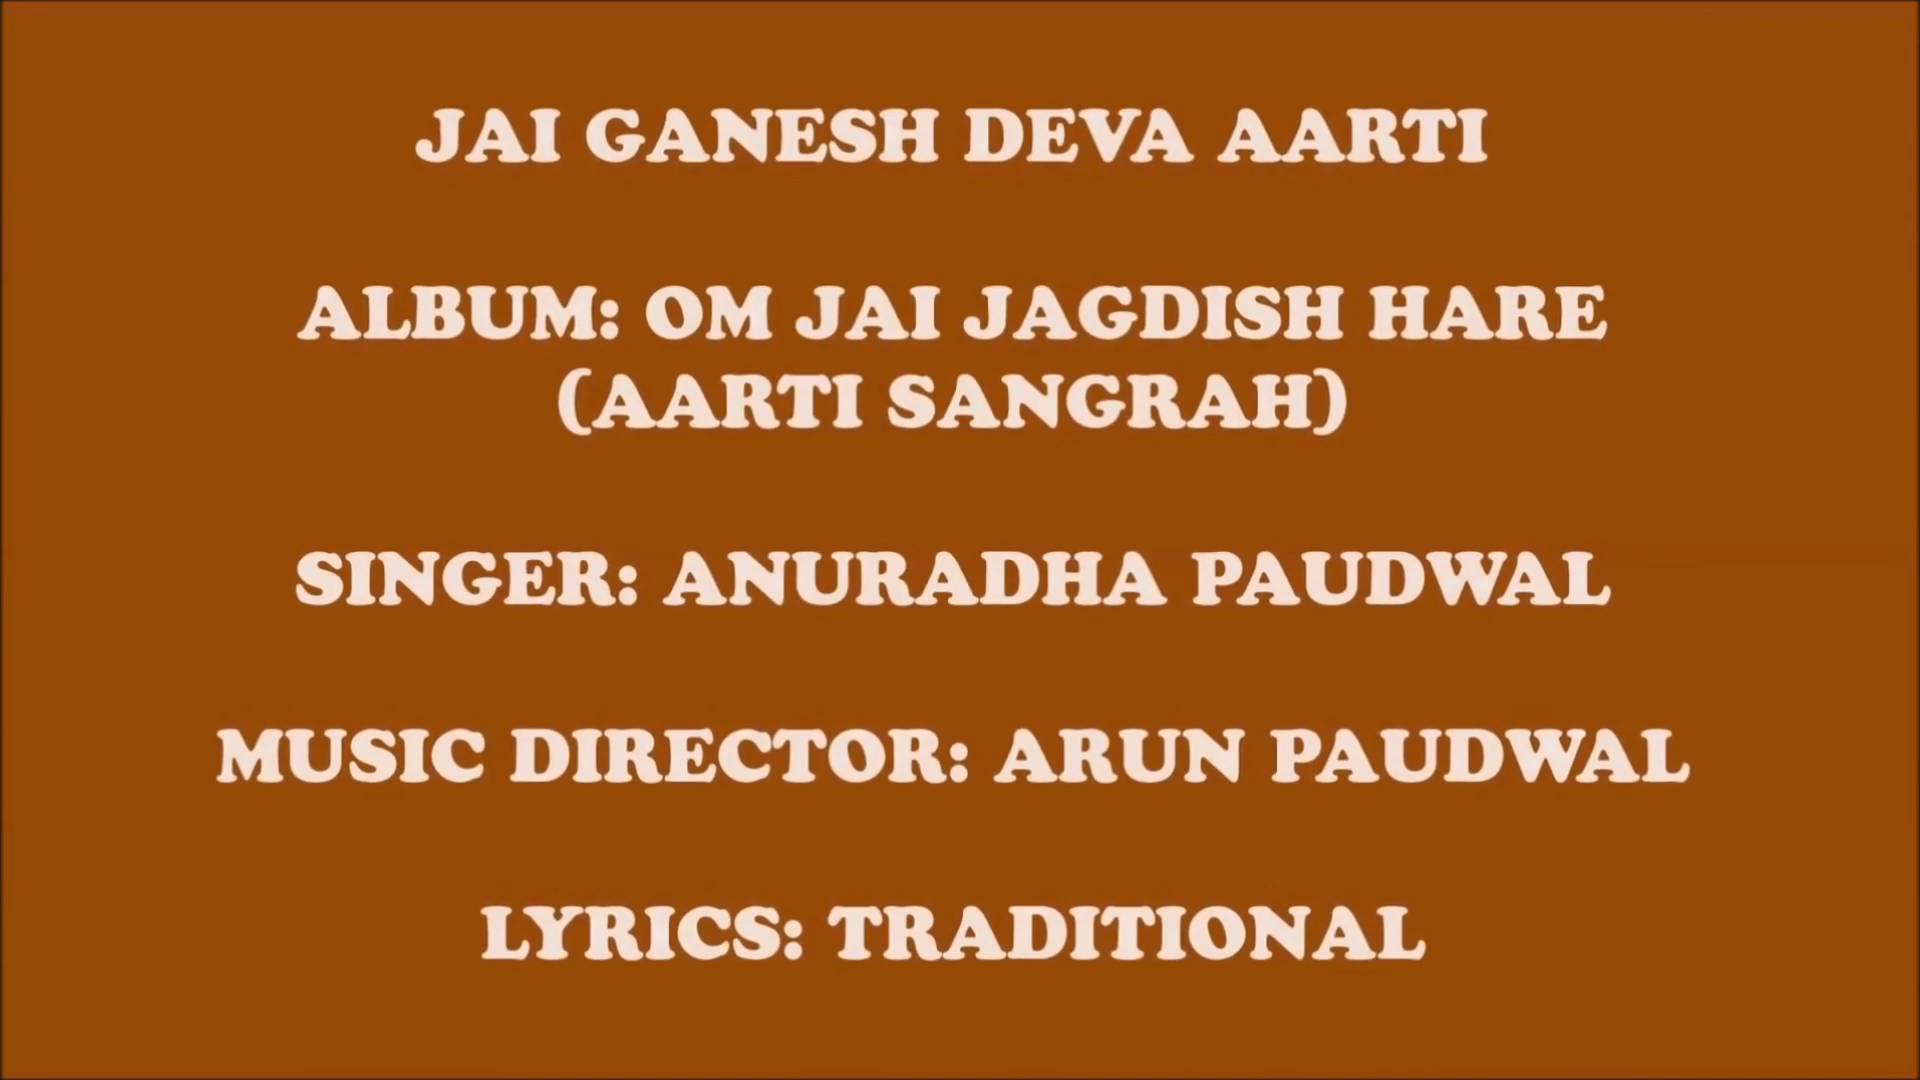 JAI GANESH DEVA AARTI
ALBUM: OM JAI JAGDISH HARE
(AARTI SANGRAH)
SINGER: ANURADHA PAUDWAL
MUSIC DIRECTOR: ARUN PAUDWAL
LYRICS: TRADITIONAL